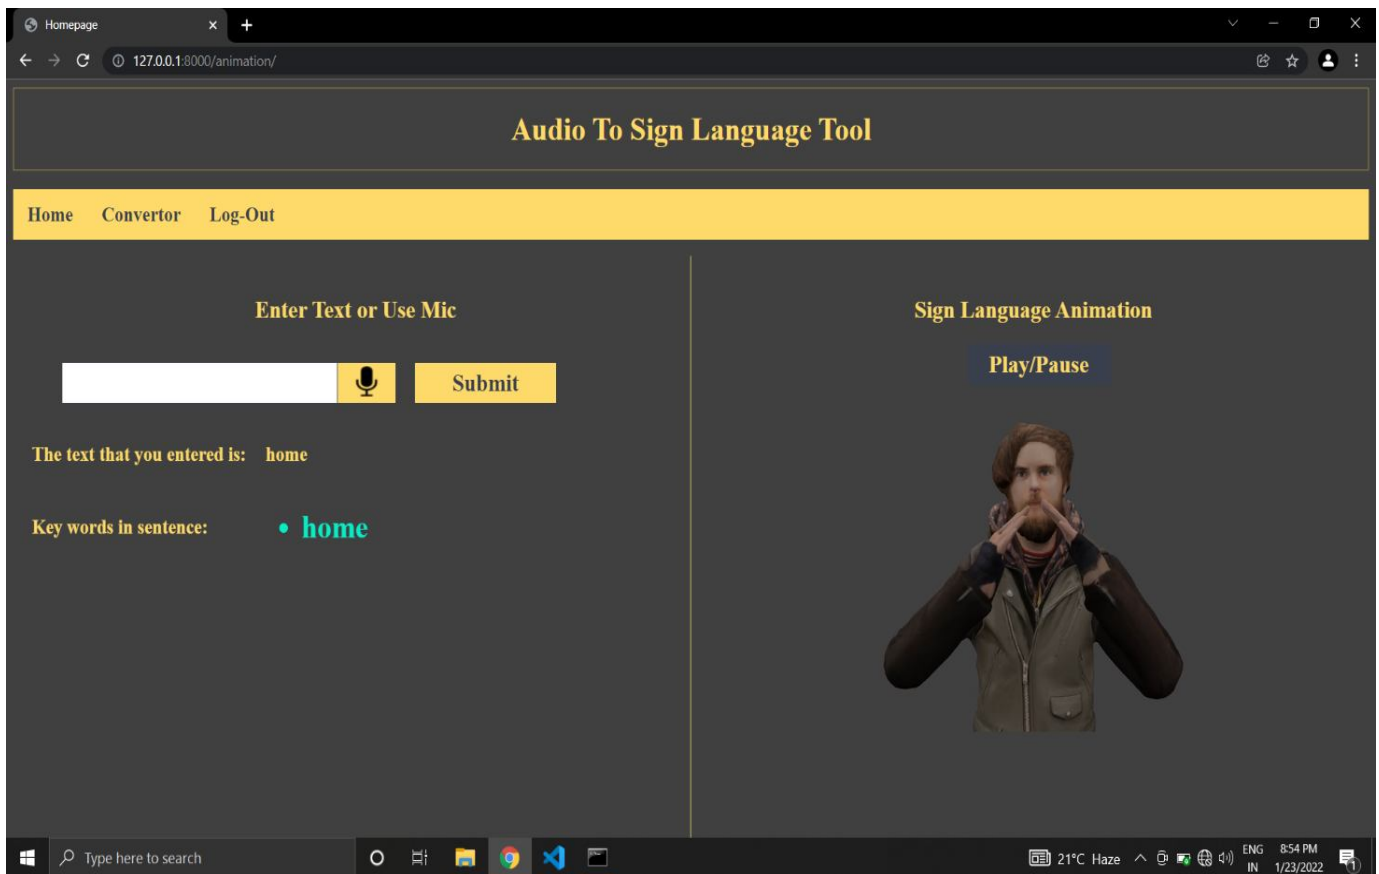 Homepage
127.0.0.1:8000/animation/
Audio To Sign Language Tool
Home Convertor Log-Out
Enter Text or Use Mic
Submit
The text that you entered is: home
Key words in sentence: • home
Sign Language Animation
Play/Pause
Type here to search
21°C Haze
ENG
IN
8:54 PM
1/23/2022
1